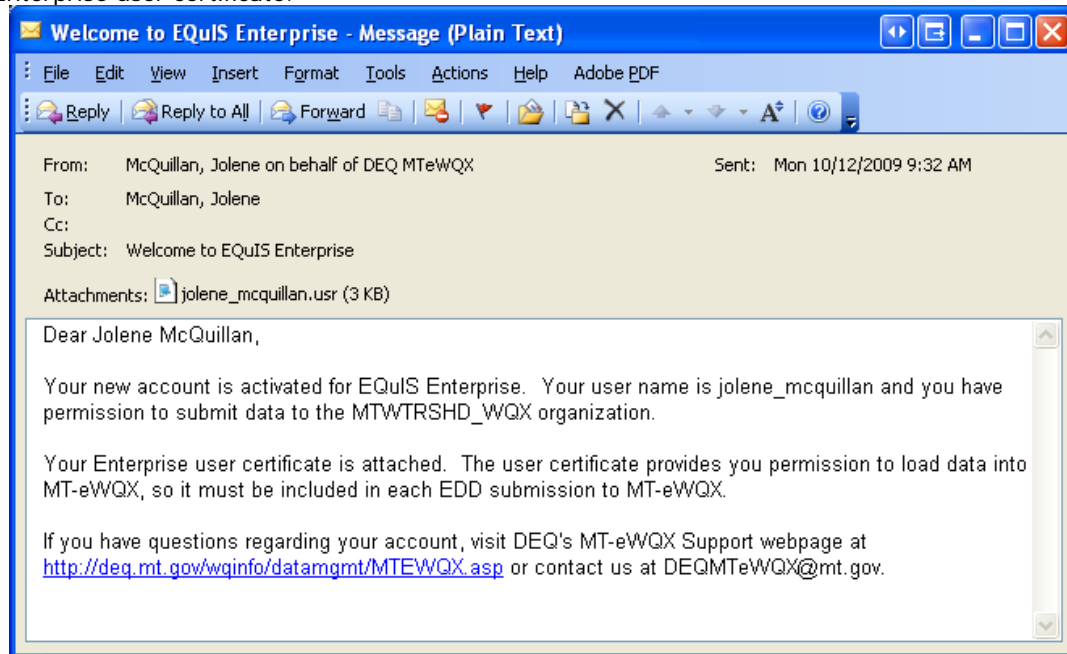 Enterprise user certificate.
Welcome to EQuIS Enterprise - Message (Plain Text)
File Edit View Insert Format Tools Actions Help Adobe PDF
Reply Reply to All Forward
From: McQuillan, Jolene on behalf of DEQ MTeWQX Sent: Mon 10/12/2009 9:32 AM
To: McQuillan, Jolene
Cc:
Subject: Welcome to EQuIS Enterprise
Attachments: jolene_mcquillan.usr (3 KB)
Dear Jolene McQuillan,
Your new account is activated for EQuIS Enterprise. Your user name is jolene_mcquillan and you have
permission to submit data to the MTWTRSHD_WQX organization.
Your Enterprise user certificate is attached. The user certificate provides you permission to load data into
MT-eWQX, so it must be included in each EDD submission to MT-eWQX.
If you have questions regarding your account, visit DEQ's MT-eWQX Support webpage at
http://deq.mt.gov/wqinfo/datamgmt/MTEWQX.asp or contact us at DEQMTeWQX@mt.gov.